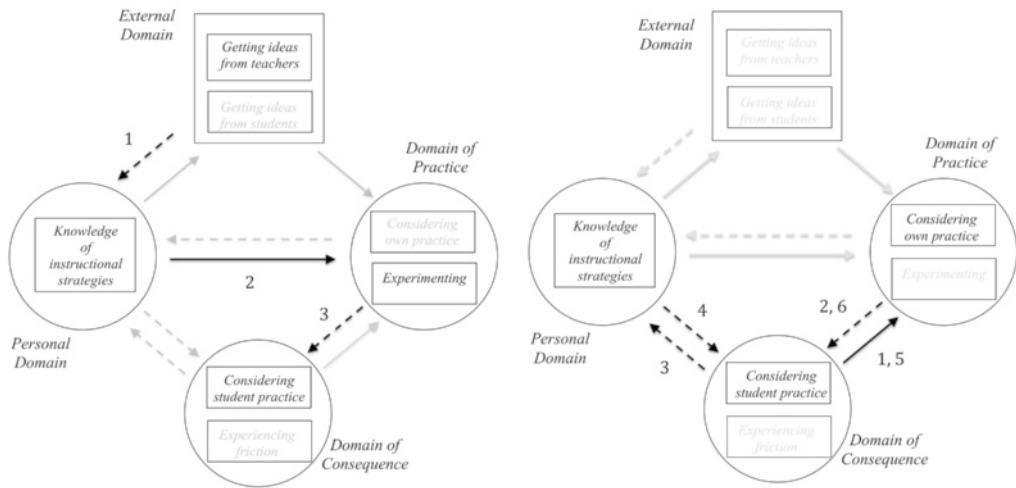 External
Domain
Getting ideas
from teachers
Getting ideas
from students
1
Domain of
Practice
Knowledge
of
instructional
strategies
Considering
own practice
2
Experimenting
3
Personal
Domain
Considering
student practice
Experiencing
friction
Domain of
Consequence
External
Domain
Getting ideas
from teachers
Getting ideas
from students
Domain of
Practice
Knowledge
of
instructional
strategies
Considering
own practice
Experimenting
4
2, 6
Personal
Domain
3
1, 5
Considering
student practice
Experiencing
friction
Domain of
Consequence